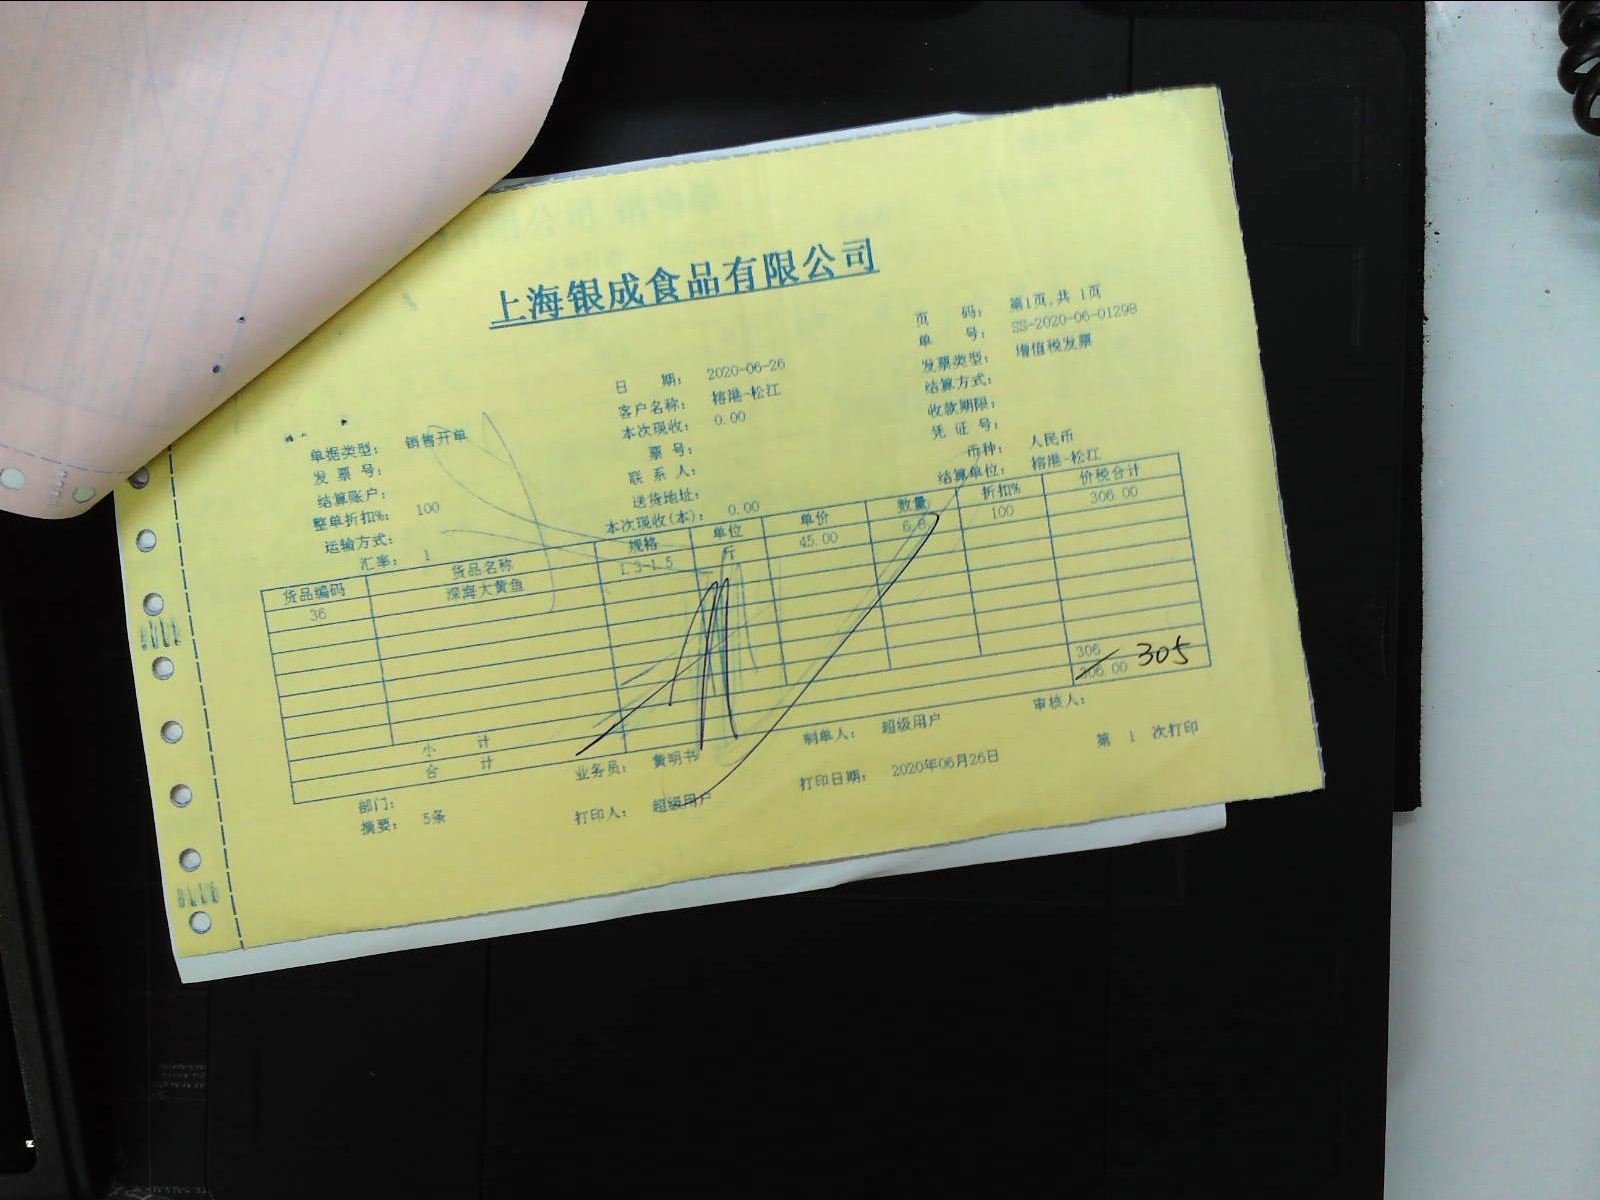 上海银成食品有限公司
页 码: 第1页,共 1页
单 号: SS-2020-06-01298
日 期: 2020-06-26 发票类型: 增值税发票
客户名称: 榕港-松江 结算方式:
单据类型: 销售开单 本次现收: 0.00 收款期限:
发 票 号: 票 号: 凭 证 号:
结算账户: 联 系 人: 币种: 人民币
整单折扣%: 100 送货地址: 结算单位: 榕港-松江
运输方式: 本次现收(本): 0.00
汇率: 1
货品编码 货品名称 规格 单位 单价 数量 折扣% 价税合计
36 深海大黄鱼 1.3-1.5 斤 45.00 6.8 100 306.00
小 计 306
合 计 306.00 305
部门: 业务员: 黄明书 制单人: 超级用户 审核人:
摘要: 5条 打印人: 超级用户 打印日期: 2020年06月26日 第 1 次打印